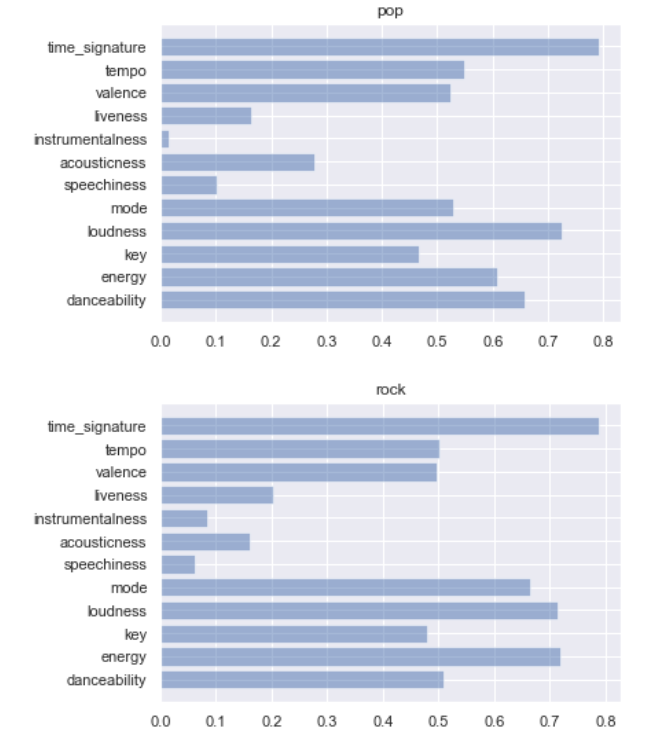 pop
time_signature
tempo
valence
liveness
instrumentalness
acousticness
speechiness
mode
loudness
key
energy
danceability
0.0 0.1 0.2 0.3 0.4 0.5 0.6 0.7 0.8
rock
time_signature
tempo
valence
liveness
instrumentalness
acousticness
speechiness
mode
loudness
key
energy
danceability
0.0 0.1 0.2 0.3 0.4 0.5 0.6 0.7 0.8